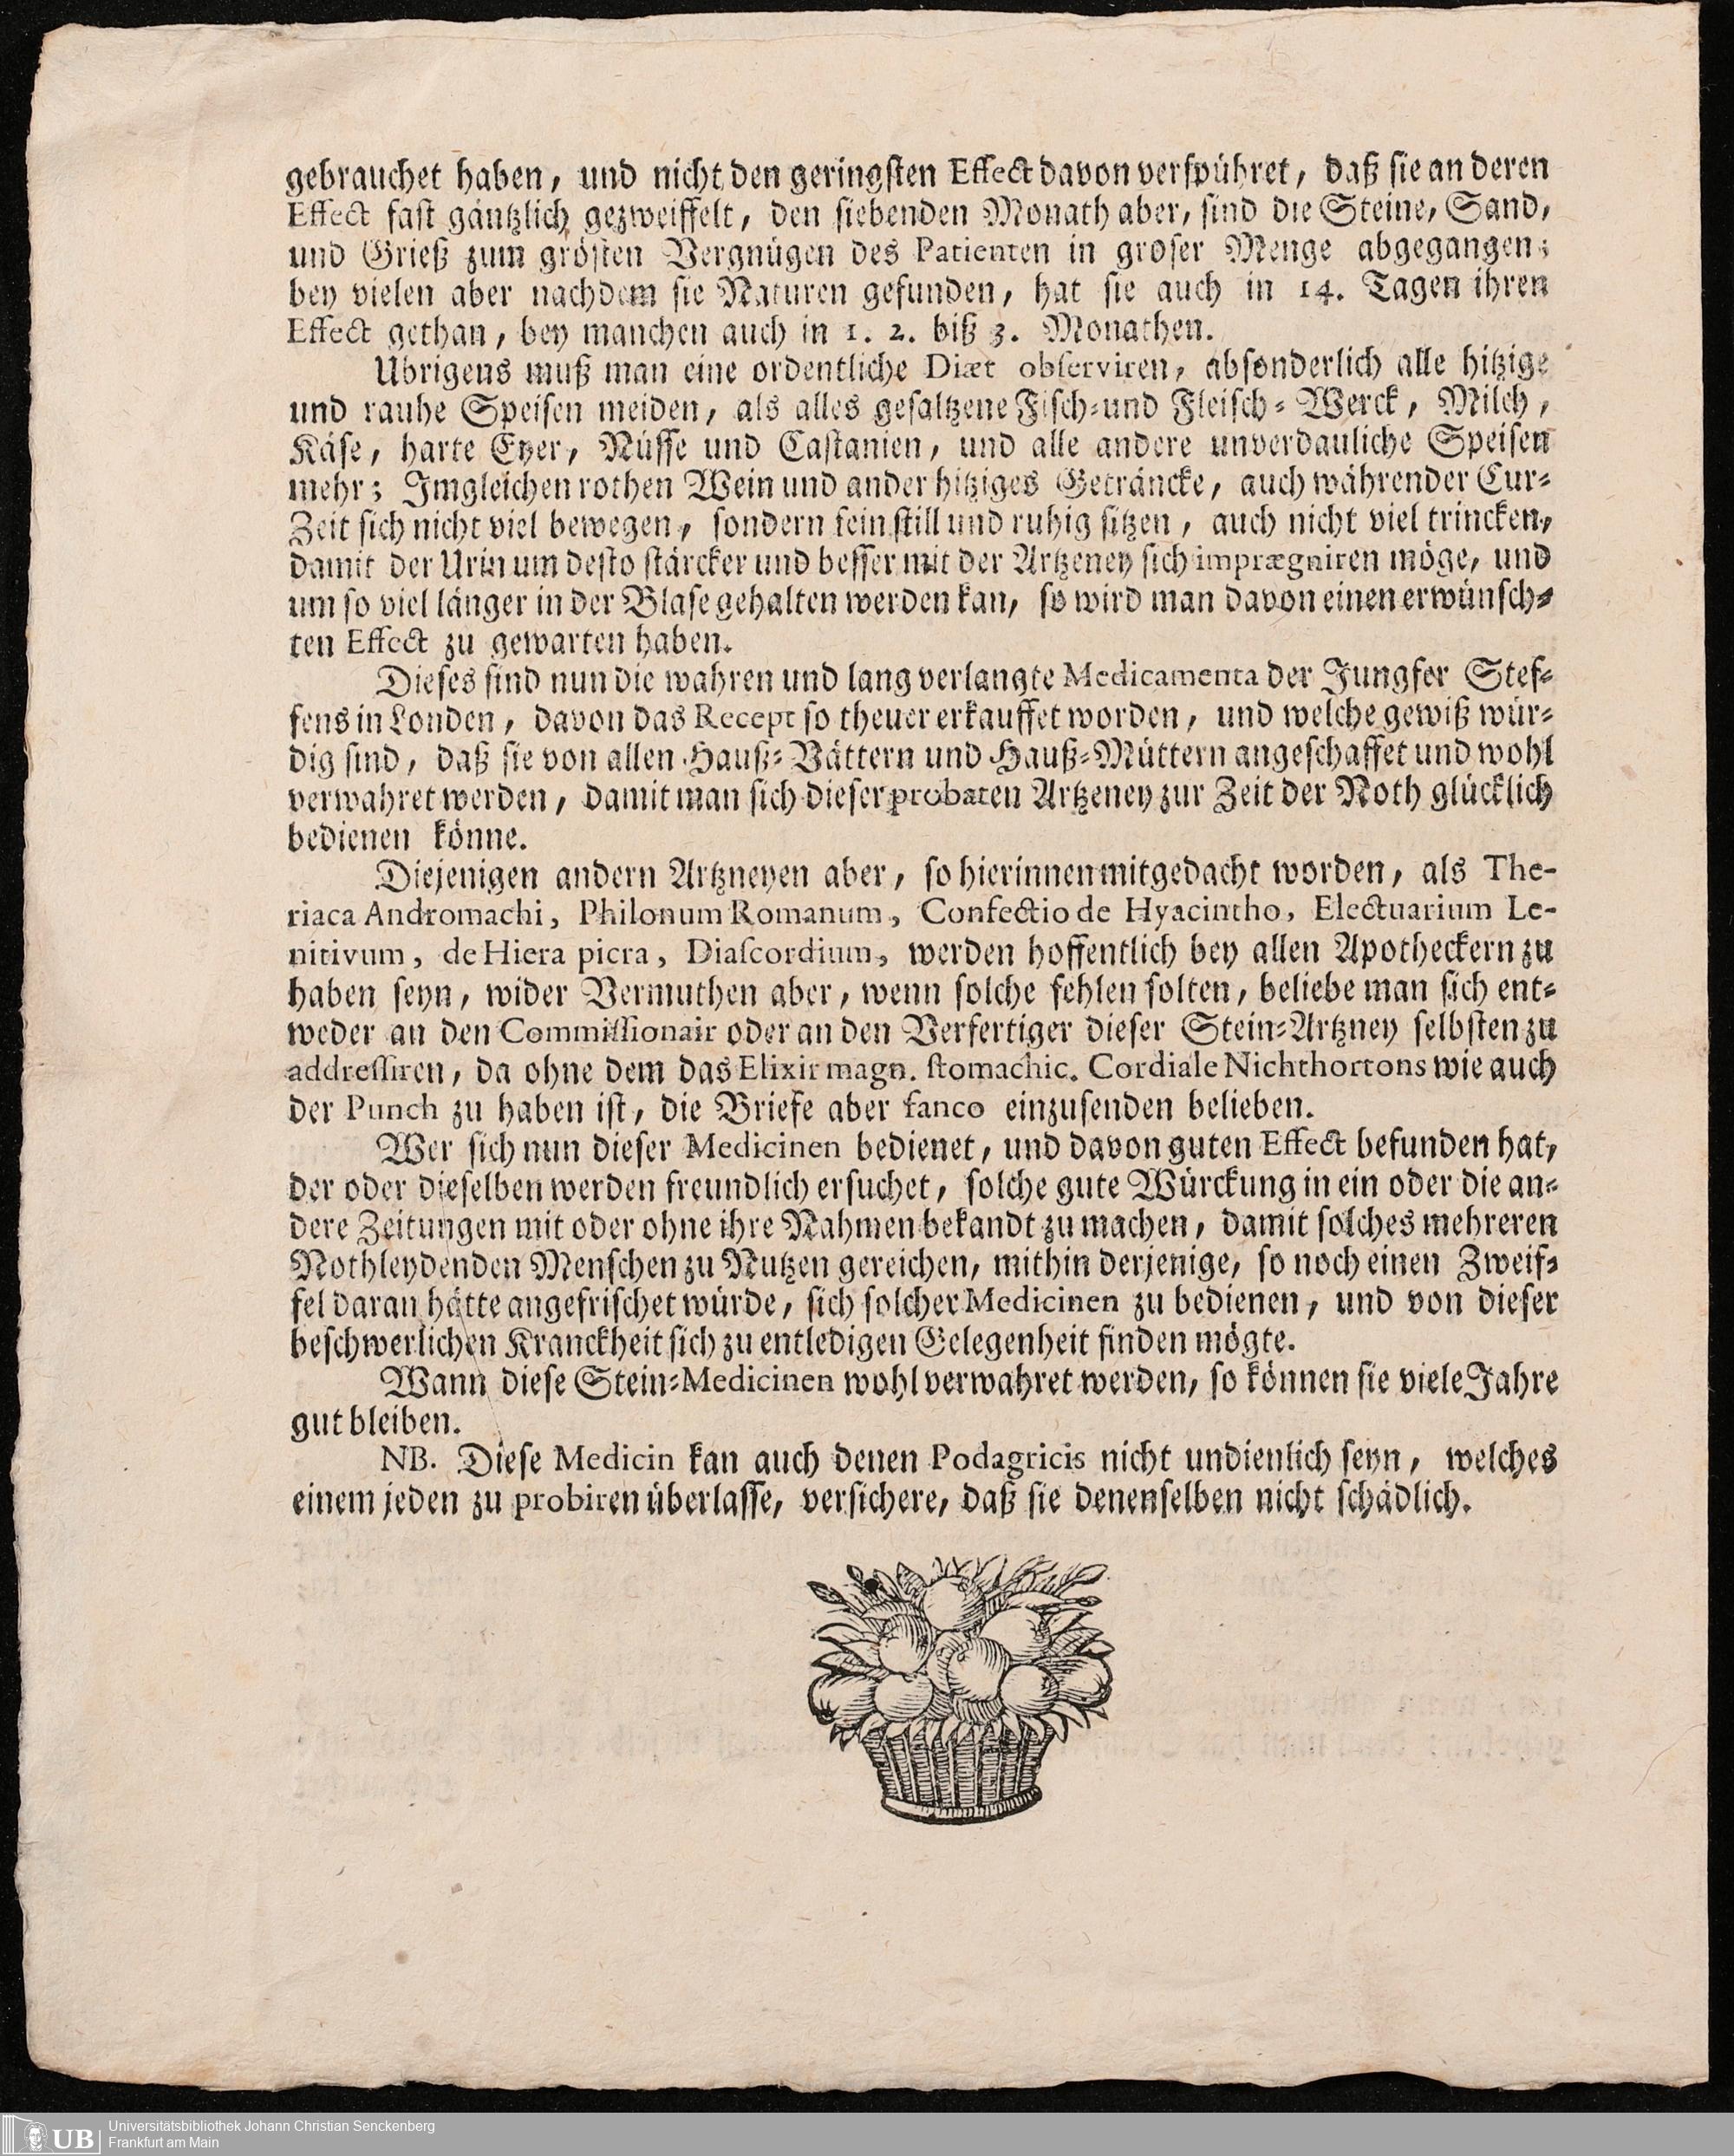 gebrauchet haben, und nicht den geringsten Effect davon verspühret, daß sie an deren
Effect fast gäntzlich gezweiffelt, den siebenden Monath aber, sind die Steine, Sand,
und Grieß zum grösten Vergnügen des Patienten in groser Menge abgegangen;
bey vielen aber nachdem sie Naturen gefunden, hat sie auch in 14. Tagen ihren
Effect gethan, bey manchen auch in 1. 2. biß 3. Monathen.
Ubrigens muß man eine ordentliche Diæt observiren, absonderlich alle hitzige
und rauhe Speisen meiden, als alles gesaltzene Fisch-und Fleisch-Werck, Milch,
Käse, harte Eyer, Nüsse und Castanien, und alle andere unverdauliche Speisen
mehr; Imgleichen rothen Wein und ander hitziges Geträncke, auch währender Cur-
Zeit sich nicht viel bewegen, sondern fein still und ruhig sitzen, auch nicht viel trincken,
damit der Urin um desto stärcker und besser mit der Artzeney sich imprægniren möge, und
um so viel länger in der Blase gehalten werden kan, so wird man davon einen erwünsch-
ten Effect zu gewarten haben.
Dieses sind nun die wahren und lang verlangte Medicamenta der Jungfer Stef-
fens in Londen, davon das Recept so theuer erkauffet worden, und welche gewiß wür-
dig sind, daß sie von allen Hauß-Vättern und Hauß-Müttern angeschaffet und wohl
verwahret werden, damit man sich dieser probaten Artzeney zur Zeit der Noth glücklich
bedienen könne.
Diejenigen andern Artzneyen aber, so hierinnen mitgedacht worden, als The-
riaca Andromachi, Philonum Romanum, Confectio de Hyacintho, Electuarium Le-
nitivum, de Hiera picra, Diascordium, werden hoffentlich bey allen Apotheckern zu
haben seyn, wider Vermuthen aber, wenn solche fehlen solten, beliebe man sich ent-
weder an den Commissionair oder an den Verfertiger dieser Stein-Artzney selbsten zu
addressiren, da ohne dem das Elixir magn. stomachic. Cordiale Nichthortons wie auch
der Punch zu haben ist, die Briefe aber fanco einzusenden belieben.
Wer sich nun dieser Medicinen bedienet, und davon guten Effect befunden hat,
der oder dieselben werden freundlich ersuchet, solche gute Würckung in ein oder die an-
dere Zeitungen mit oder ohne ihre Nahmen bekandt zu machen, damit solches mehreren
Nothleydenden Menschen zu Nutzen gereichen, mithin derjenige, so noch einen Zweif-
fel daran hätte angefrischet würde, sich solcher Medicinen zu bedienen, und von dieser
beschwerlichen Kranckheit sich zu entledigen Gelegenheit finden mögte.
Wann diese Stein-Medicinen wohl verwahret werden, so können sie viele Jahre
gut bleiben.
NB. Diese Medicin kan auch denen Podagricis nicht undienlich seyn, welches
einem jeden zu probiren überlasse, versichere, daß sie denenselben nicht schädlich.
UB Universitätsbibliothek Johann Christian Senckenberg
Frankfurt am Main